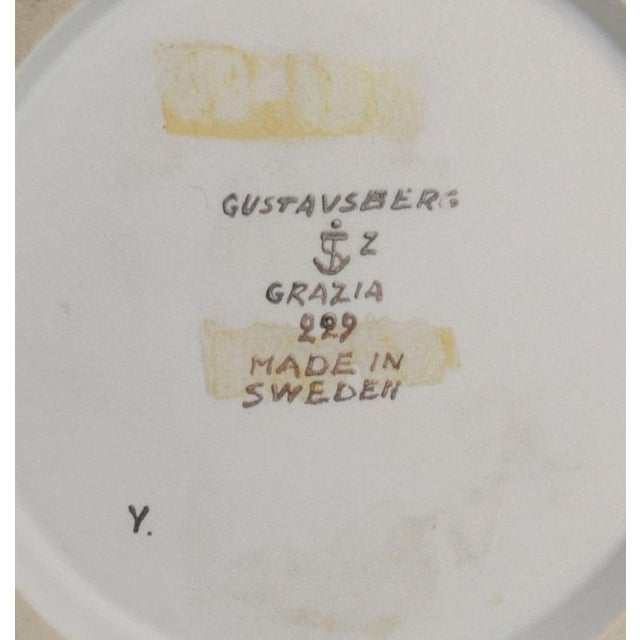 GUSTAVSBERG
Z
GRAZIA
229
MADE IN
SWEDEN
Y.